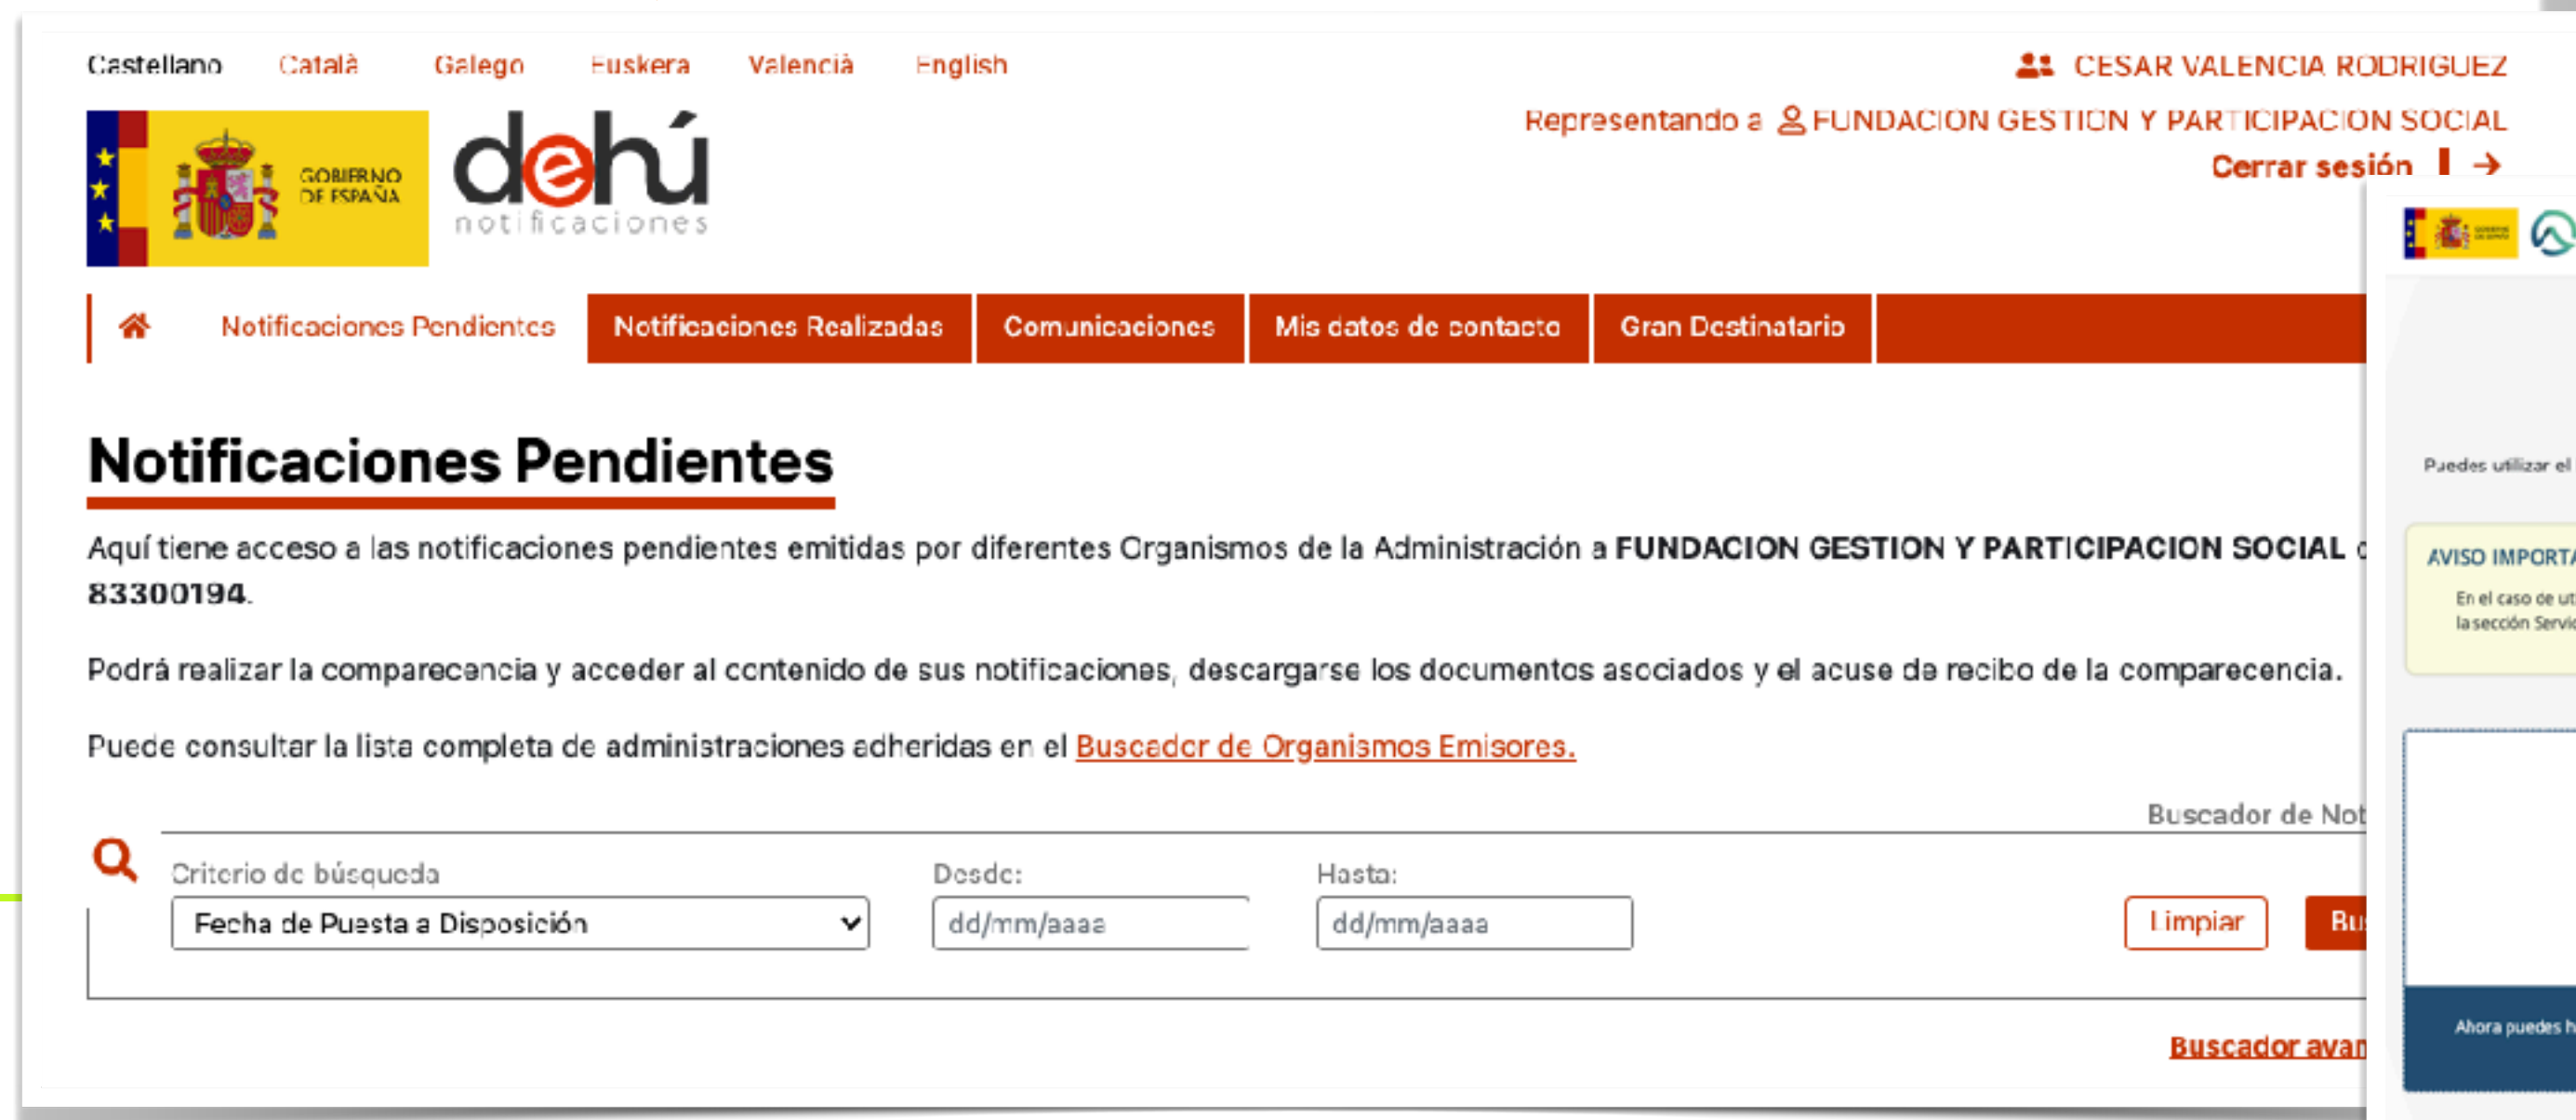 Castellano Català Galego Euskera Valencià English
CESAR VALENCIA RODRIGUEZ
Representando a FUNDACION GESTION Y PARTICIPACION SOCIAL
Cerrar sesión
GOBIERNO
DE ESPAÑA
dehú
notificaciones
Notificaciones Pendientes Notificaciones Realizadas Comunicaciones Mis datos de contacto Gran Destinatario
Notificaciones Pendientes
Aquí tiene acceso a las notificaciones pendientes emitidas por diferentes Organismos de la Administración a FUNDACION GESTION Y PARTICIPACION SOCIAL
83300194.
Podrá realizar la comparecencia y acceder al contenido de sus notificaciones, descargarse los documentos asociados y el acuse de recibo de la comparecencia.
Puede consultar la lista completa de administraciones adheridas en el Buscador de Organismos Emisores.
Buscador de Not
Criterio de búsqueda Desde: Hasta:
Fecha de Puesta a Disposición dd/mm/aaaa dd/mm/aaaa Limpiar Bu
Buscador avan
Puedes utilizar el
AVISO IMPORTA
En el caso de ut
la sección Servic
Ahora puedes h